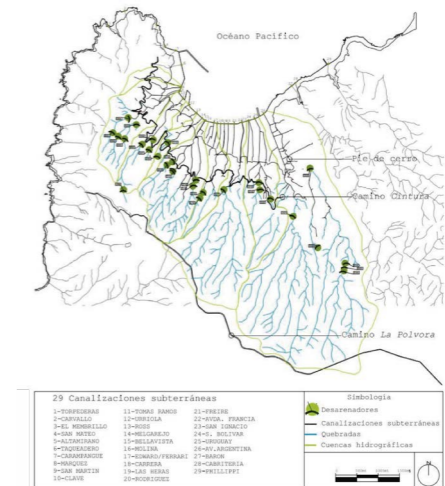 Océano Pacífico
Pie de cerro
Camino Cintura
Camino La Polvora
29 Canalizaciones subterráneas
1-TORPEDERAS
2-CARVALLO
3-EL MEMBRILLO
4-SAN MATEO
5-ALTAMIRANO
6-TAQUEADERO
7-CARAMPANGUE
8-MARQUEZ
9-SAN MARTIN
10-CLAVE
11-TOMAS RAMOS
12-URRIOLA
13-ROSS
14-MELGAREJO
15-BELLAVISTA
16-MOLINA
17-EDWARD/FERRARI
18-CARRERA
19-LAS HERAS
20-RODRIGUEZ
21-FREIRE
22-AVDA. FRANCIA
23-SAN IGNACIO
24-S. BOLIVAR
25-URUGUAY
26-AV.ARGENTINA
27-BARON
28-CABRITERIA
29-PHILLIPPI
Simbología
Desarenadores
Canalizaciones subterráneas
Quebradas
Cuencas hidrográficas